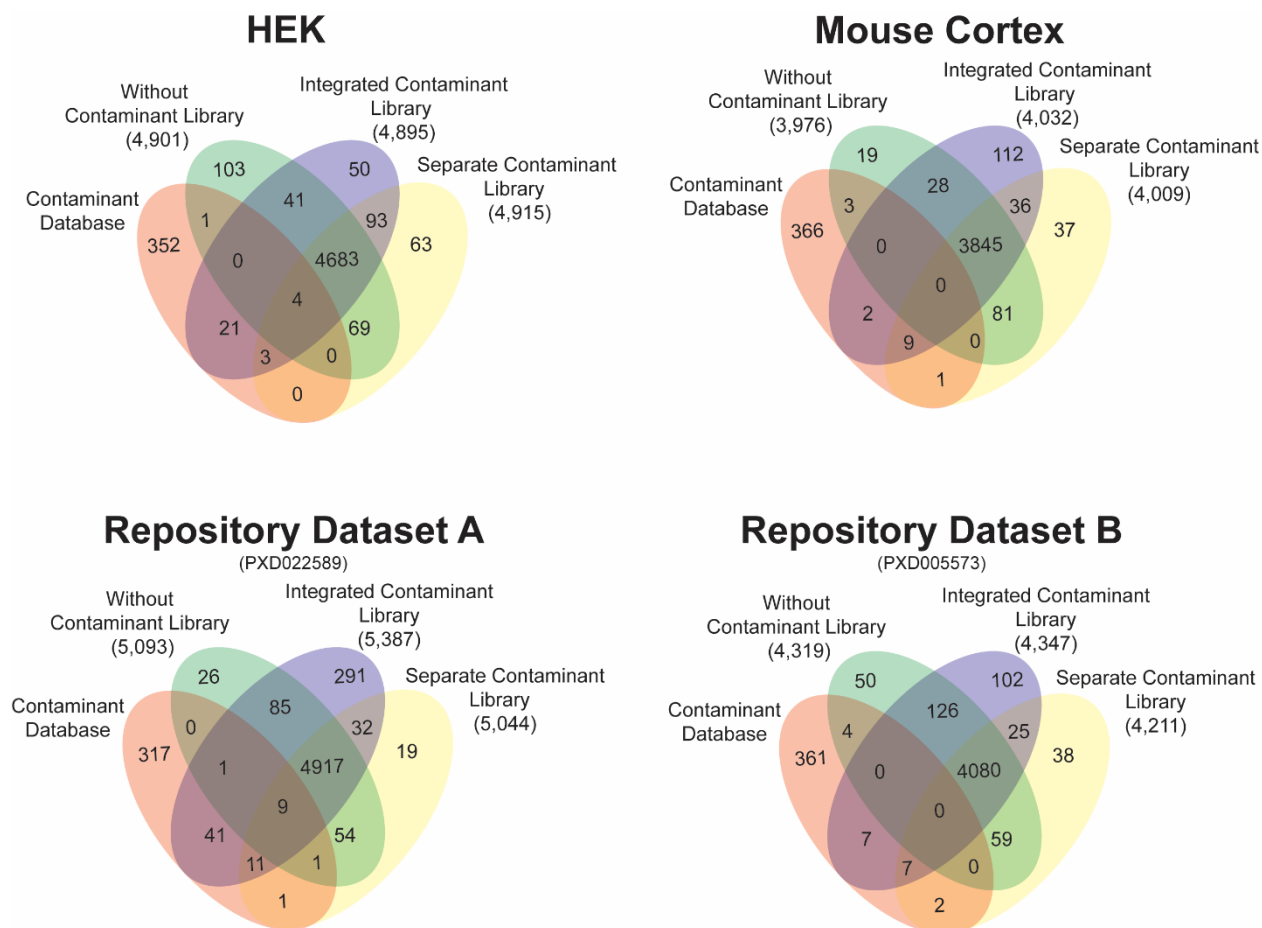 HEK
Without
Contaminant Library
(4,901)
Integrated Contaminant
Library
(4,895)
Separate Contaminant
Library
(4,915)
Contaminant
Database
103
50
41
93
63
352
1
0
4683
4
21
69
3
0
0
Mouse Cortex
Without
Contaminant Library
(3,976)
Integrated Contaminant
Library
(4,032)
Separate Contaminant
Library
(4,009)
Contaminant
Database
19
112
28
36
37
366
3
0
3845
0
2
81
9
0
1
Repository Dataset A
(PXD022589)
Without
Contaminant Library
(5,093)
Integrated Contaminant
Library
(5,387)
Separate Contaminant
Library
(5,044)
Contaminant
Database
26
291
85
32
19
317
0
1
4917
9
41
54
11
1
1
Repository Dataset B
(PXD005573)
Without
Contaminant Library
(4,319)
Integrated Contaminant
Library
(4,347)
Separate Contaminant
Library
(4,211)
Contaminant
Database
50
102
126
25
38
361
4
0
4080
0
7
59
7
0
2